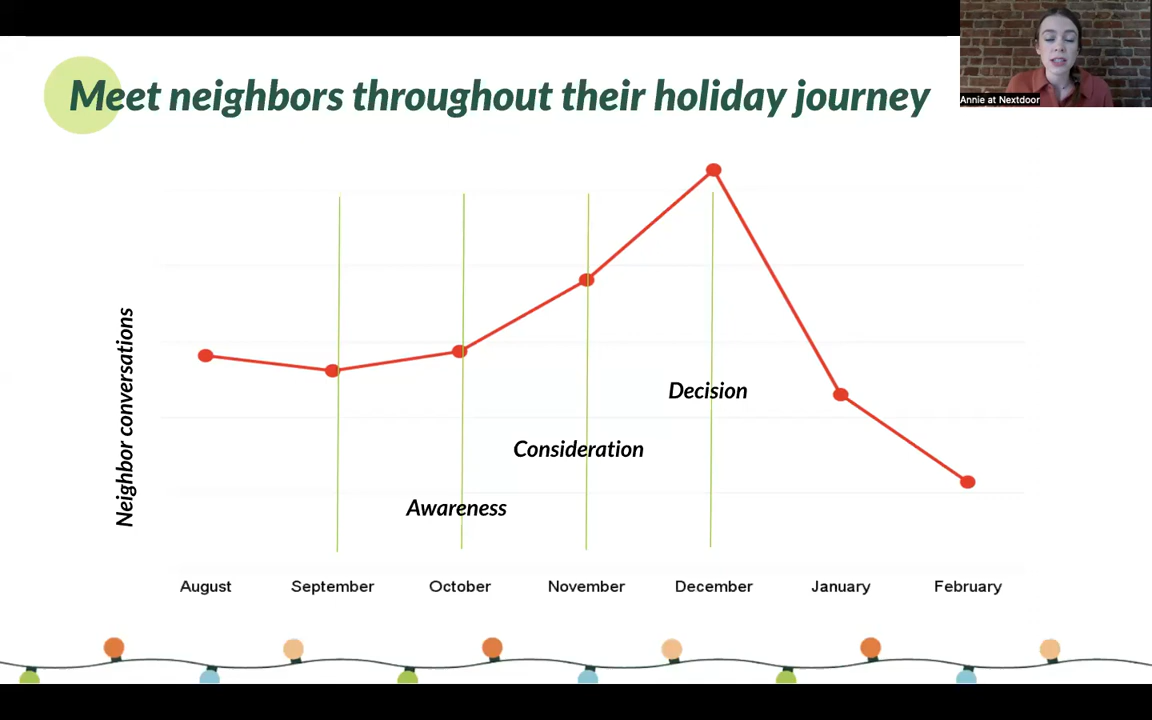 Meet neighbors throughout their holiday journey
Annie at Nextdoor
Neighbor conversations
Decision
Consideration
Awareness
August September October November December January February